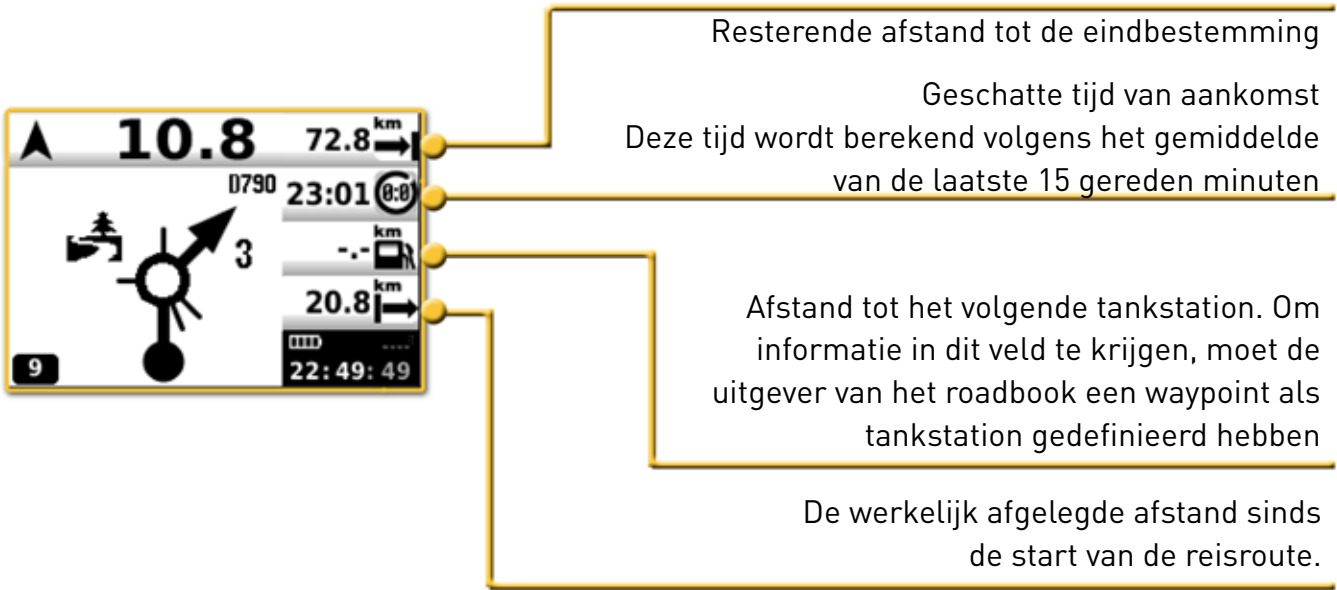 Resterende afstand tot de eindbestemming
Geschatte tijd van aankomst
Deze tijd wordt berekend volgens het gemiddelde
van de laatste 15 gereden minuten
10.8
72.8 km
D790
23:01 0:0
3
-.- km
20.8 km
9
22:49:49
Afstand tot het volgende tankstation. Om
informatie in dit veld te krijgen, moet de
uitgever van het roadbook een waypoint als
tankstation gedefinieerd hebben
De werkelijk afgelegde afstand sinds
de start van de reisroute.